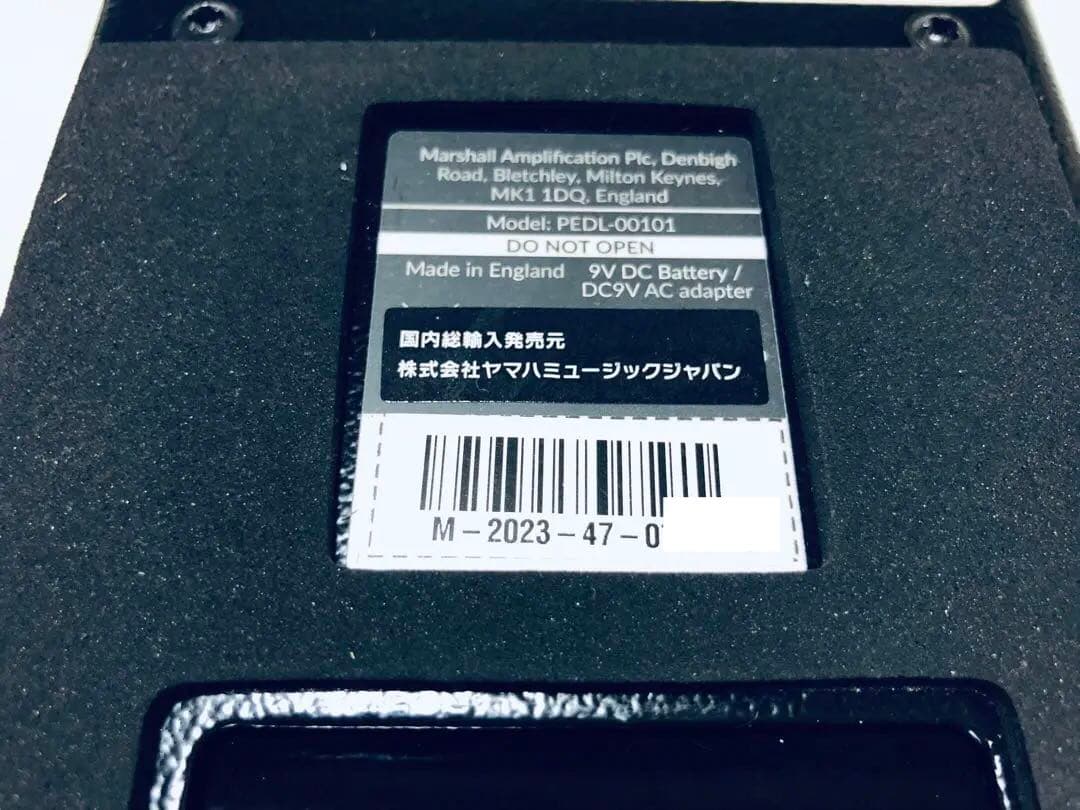 Marshall Amplification Plc, Denbigh
Road, Bletchley, Milton Keynes,
MK1 1DQ, England
Model: PEDL-00101
DO NOT OPEN
Made in England 9V DC Battery /
DC9V AC adapter
国内総輸入発売元
株式会社ヤマハミュージックジャパン
M-2023-47-0